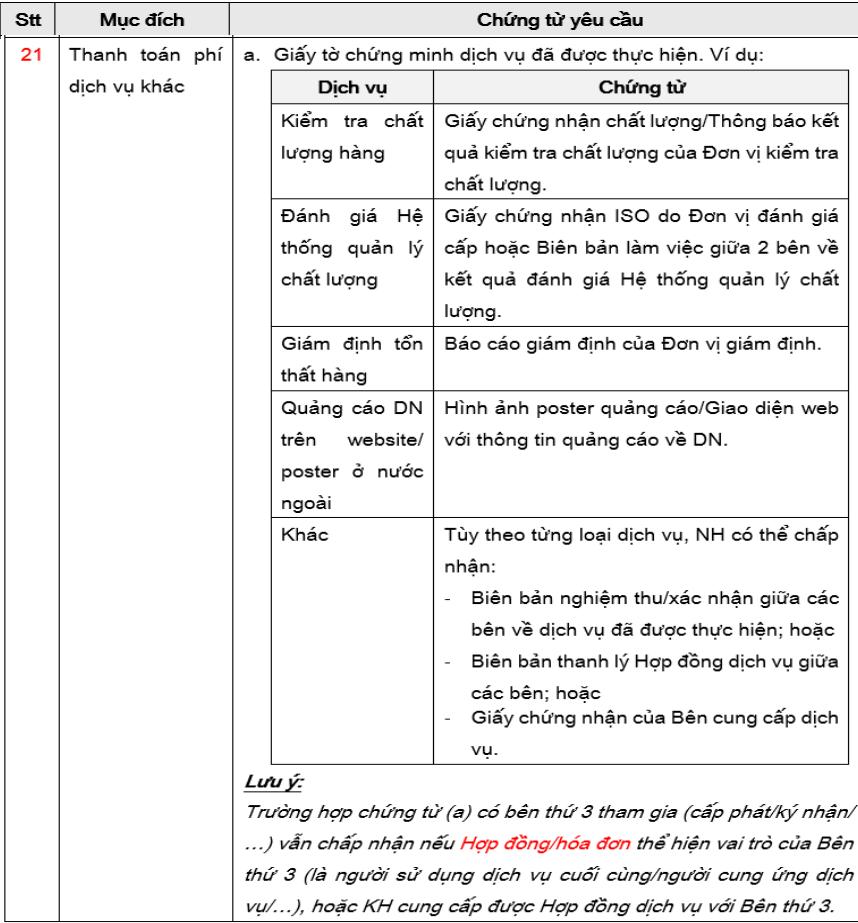 Stt Mục đích Chứng từ yêu cầu
21 Thanh toán phí dịch vụ khác
a. Giấy tờ chứng minh dịch vụ đã được thực hiện. Ví dụ:
Dịch vụ Chứng từ
Kiểm tra chất
lượng hàng
Giấy chứng nhận chất lượng/Thông báo kết
quả kiểm tra chất lượng của Đơn vị kiểm tra
chất lượng.
Đánh giá Hệ
thống quản lý
chất lượng
Giấy chứng nhận ISO do Đơn vị đánh giá
cấp hoặc Biên bản làm việc giữa 2 bên về
kết quả đánh giá Hệ thống quản lý chất
lượng.
Giám định tổn
thất hàng
Báo cáo giám định của Đơn vị giám định.
Quảng cáo DN
trên website/
poster ở nước
ngoài
Hình ảnh poster quảng cáo/Giao diện web
với thông tin quảng cáo về DN.
Khác
Tùy theo từng loại dịch vụ, NH có thể chấp
nhận:
- Biên bản nghiệm thu/xác nhận giữa các
bên về dịch vụ đã được thực hiện; hoặc
- Biên bản thanh lý Hợp đồng dịch vụ giữa
các bên; hoặc
- Giấy chứng nhận của Bên cung cấp dịch
vụ.
Lưu ý:
Trường hợp chứng từ (a) có bên thứ 3 tham gia (cấp phát/ký nhận/
...) vẫn chấp nhận nếu Hợp đồng/hóa đơn thể hiện vai trò của Bên
thứ 3 (là người sử dụng dịch vụ cuối cùng/người cung ứng dịch
vụ/...), hoặc KH cung cấp được Hợp đồng dịch vụ với Bên thứ 3.